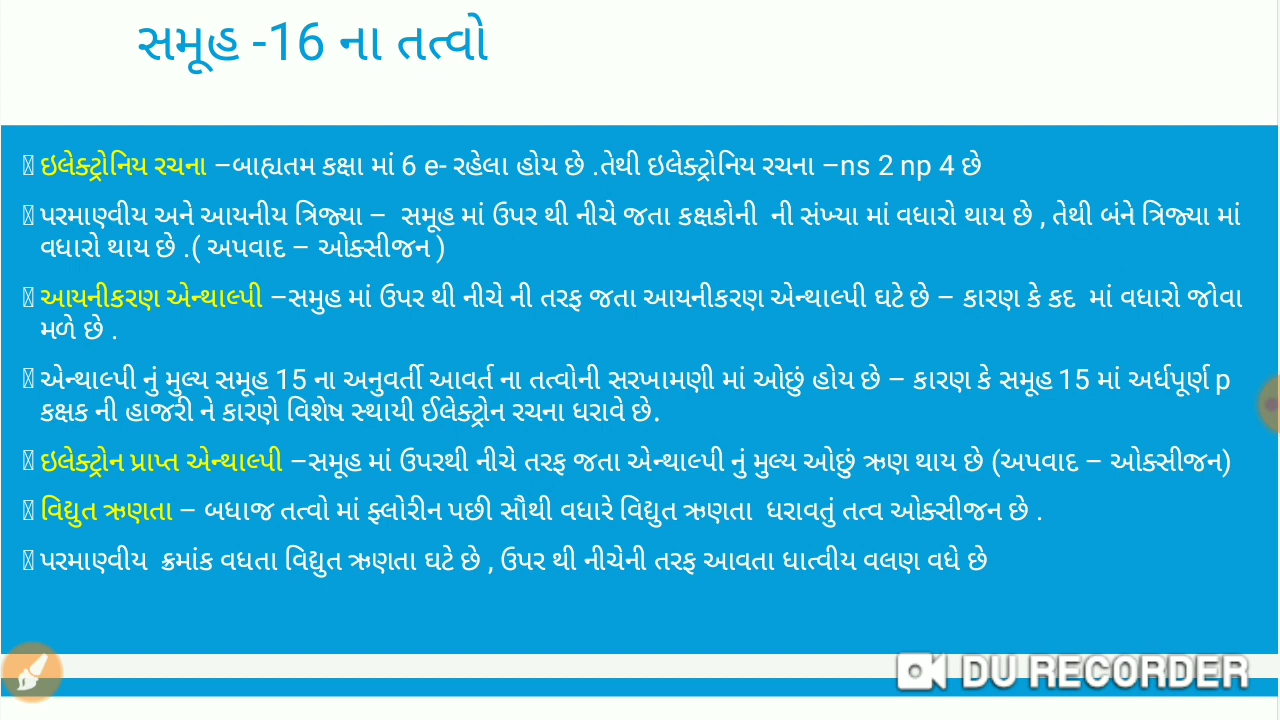 સમૂહ -16 ના તત્વો
ઇલેક્ટ્રોનિય રચના –બાહ્યતમ કક્ષા માં 6 e- રહેલા હોય છે .તેથી ઇલેક્ટ્રોનિય રચના –ns 2 np 4 છે
પરમાણ્વીય અને આયનીય ત્રિજ્યા – સમૂહ માં ઉપર થી નીચે જતા કક્ષકોની ની સંખ્યા માં વધારો થાય છે , તેથી બંને ત્રિજ્યા માં
વધારો થાય છે .( અપવાદ – ઓક્સીજન )
આયનીકરણ એન્થાલ્પી –સમુહ માં ઉપર થી નીચે ની તરફ જતા આયનીકરણ એન્થાલ્પી ઘટે છે – કારણ કે કદ માં વધારો જોવા
મળે છે .
એન્થાલ્પી નું મુલ્ય સમૂહ 15 ના અનુવર્તી આવર્ત ના તત્વોની સરખામણી માં ઓછું હોય છે – કારણ કે સમૂહ 15 માં અર્ધપૂર્ણ p
કક્ષક ની હાજરી ને કારણે વિશેષ સ્થાયી ઈલેક્ટ્રોન રચના ધરાવે છે.
ઇલેક્ટ્રોન પ્રાપ્ત એન્થાલ્પી –સમૂહ માં ઉપરથી નીચે તરફ જતા એન્થાલ્પી નું મુલ્ય ઓછું ઋણ થાય છે (અપવાદ – ઓક્સીજન)
વિદ્યુત ઋણતા – બધાજ તત્વો માં ફ્લોરીન પછી સૌથી વધારે વિદ્યુત ઋણતા ધરાવતું તત્વ ઓક્સીજન છે .
પરમાણ્વીય ક્રમાંક વધતા વિદ્યુત ઋણતા ઘટે છે , ઉપર થી નીચેની તરફ આવતા ધાત્વીય વલણ વધે છે
DU RECORDER